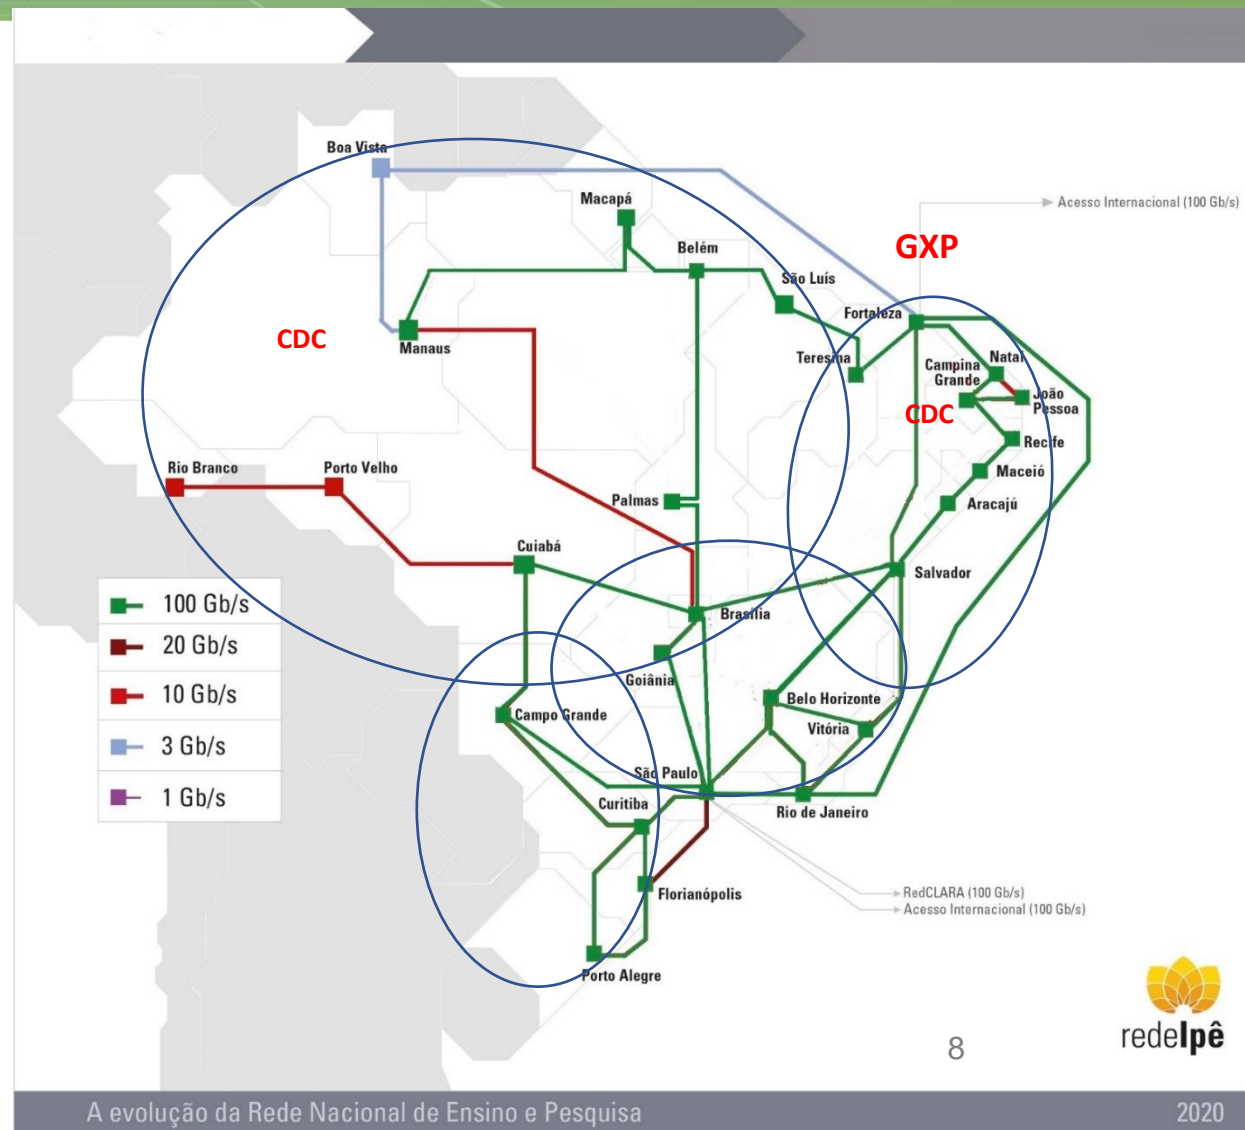 Boa Vista
Macapá
Acesso Internacional (100 Gb/s)
Belém
GXP
São Luís
Fortaleza
CDC
Manaus
Teresina
Campina
Grande
Natal
João
Pessoa
CDC
Recife
Rio Branco
Porto Velho
Maceió
Palmas
Aracajú
Cuiabá
Salvador
100 Gb/s
20 Gb/s
10 Gb/s
3 Gb/s
1 Gb/s
Brasília
Goiânia
Belo Horizonte
Campo Grande
Vitória
São Paulo
Curitiba
Rio de Janeiro
Florianópolis
RedCLARA (100 Gb/s)
Acesso Internacional (100 Gb/s)
Porto Alegre
redeIpê
8
A evolução da Rede Nacional de Ensino e Pesquisa
2020